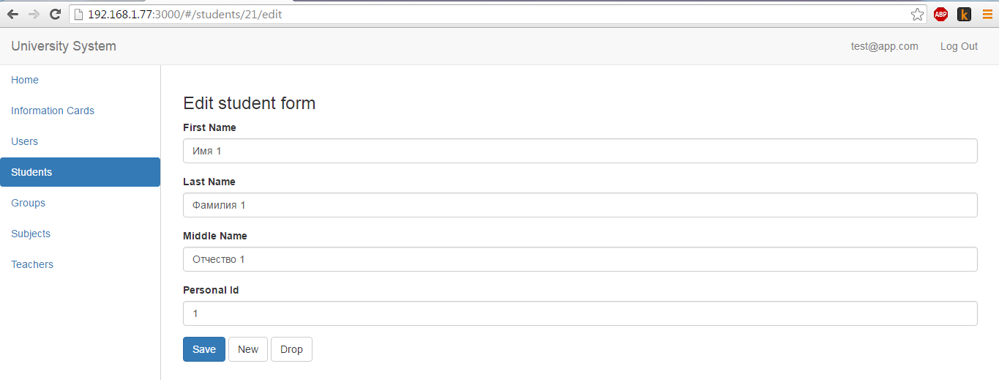 192.168.1.77:3000/#/students/21/edit
ABP
k
University System
test@app.com
Log Out
Home
Information Cards
Users
Students
Groups
Subjects
Teachers
Edit student form
First Name
Имя 1
Last Name
Фамилия 1
Middle Name
Отчество 1
Personal Id
1
Save New Drop